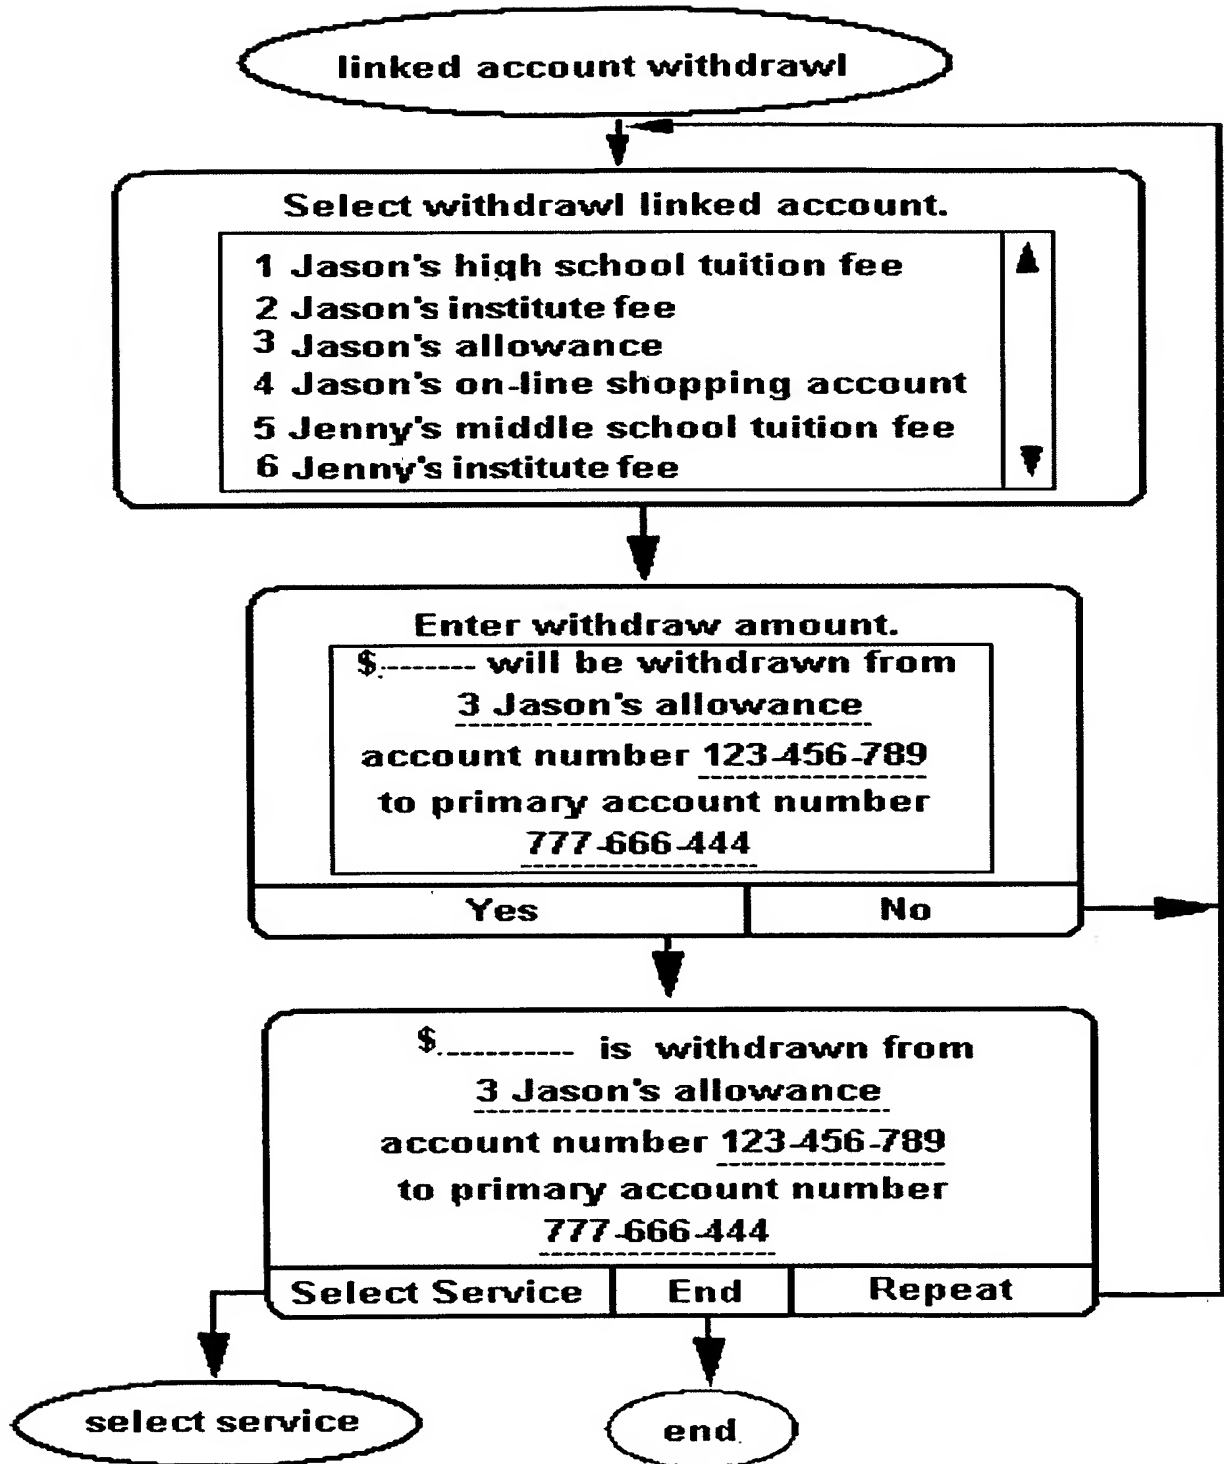 linked account withdrawl
Select withdrawl linked account.
1 Jason's high school tuition fee
2 Jason's institute fee
3 Jason's allowance
4 Jason's on-line shopping account
5 Jenny's middle school tuition fee
6 Jenny's institute fee
Enter withdraw amount.
$.------- will be withdrawn from
3 Jason's allowance
account number 123-456-789
to primary account number
777-666-444
Yes No
$.----------- is withdrawn from
3 Jason's allowance
account number 123-456-789
to primary account number
777-666-444
Select Service End Repeat
select service end